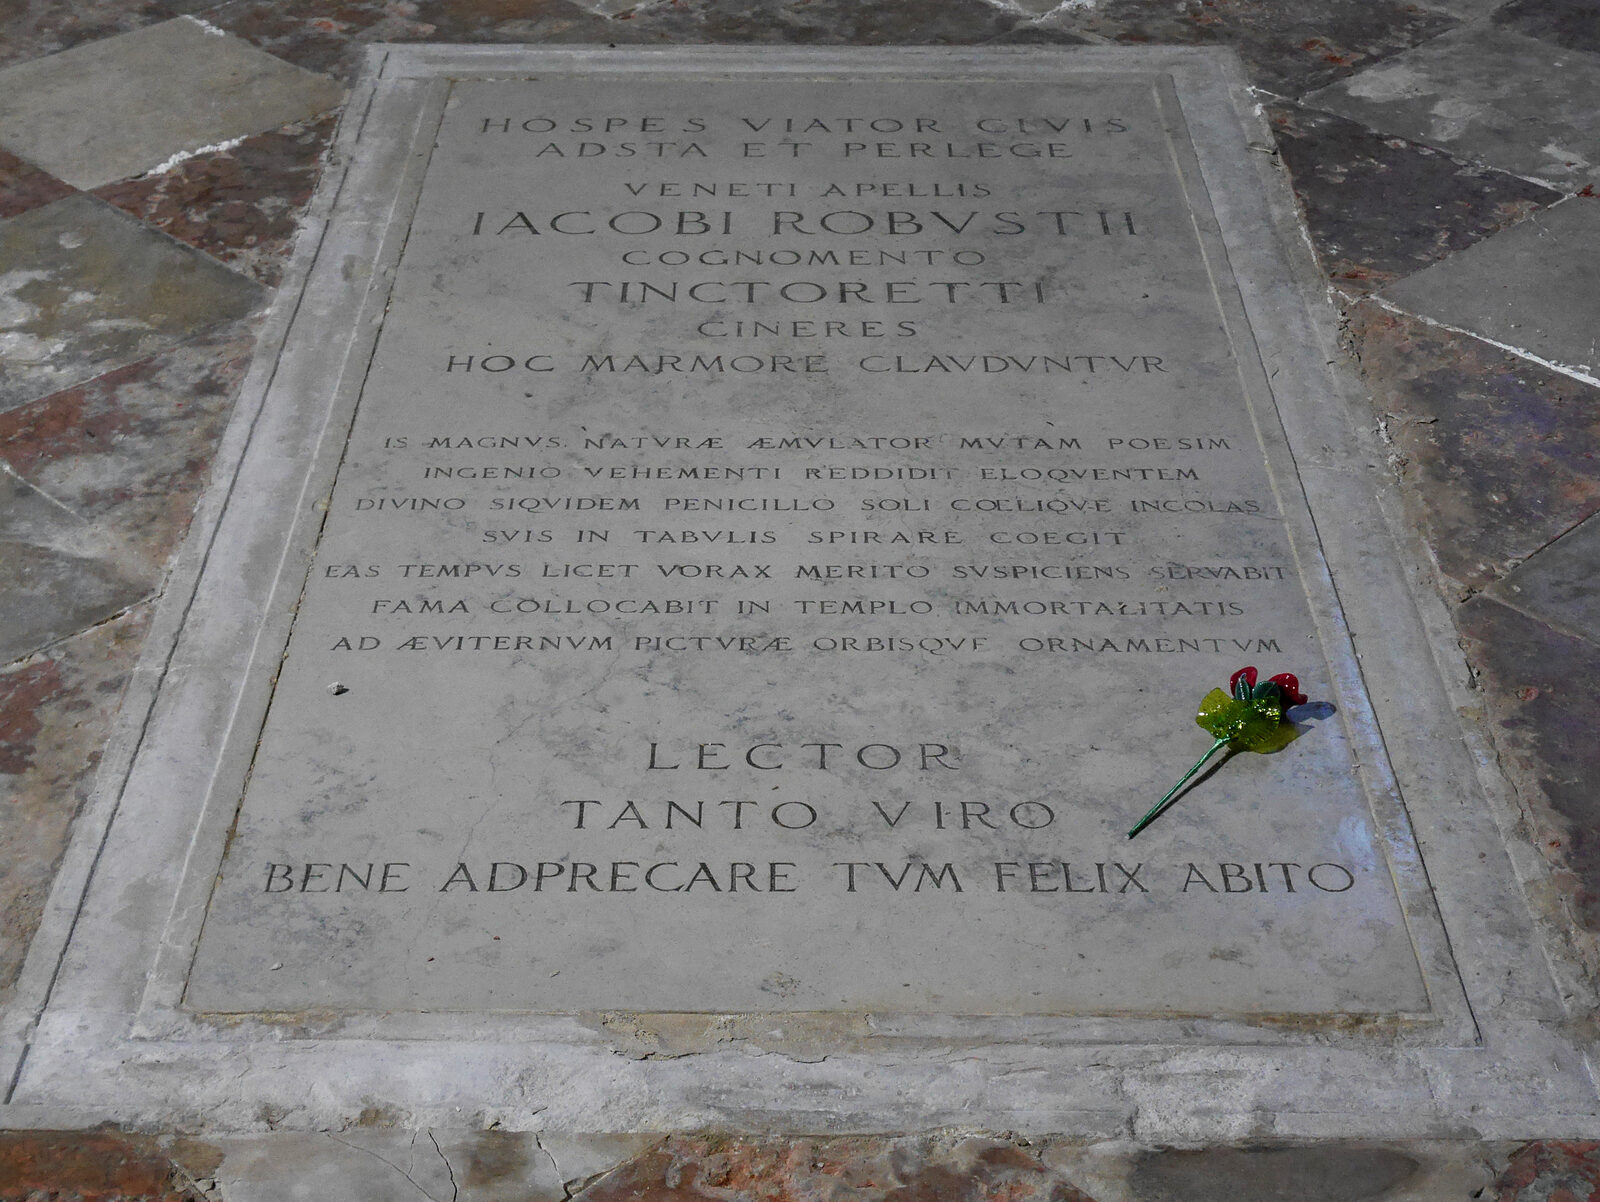 HOSPES VIATOR CIVIS
ADSTA ET PERLEGE
VENETI APELLIS
IACOBI ROBVSTII
COGNOMENTO
TINCTORETTI
CINERES
HOC MARMORE CLAVDVNTVR
IS MAGNVS NATVRÆ ÆMVLATOR MVTAM POESIM
INGENIO VEHEMENTI REDDIDIT ELOQVENTEM
DIVINO SIQVIDEM PENICILLO SOLI CŒLIQVE INCOLAS
SVIS IN TABVLIS SPIRARE COEGIT
EAS TEMPVS LICET VORAX MERITO SVSPICIENS SERVABIT
FAMA COLLOCABIT IN TEMPLO IMMORTALITATIS
AD ÆVITERNVM PICTVRÆ ORBISQVE ORNAMENTVM
LECTOR
TANTO VIRO
BENE ADPRECARE TVM FELIX ABITO